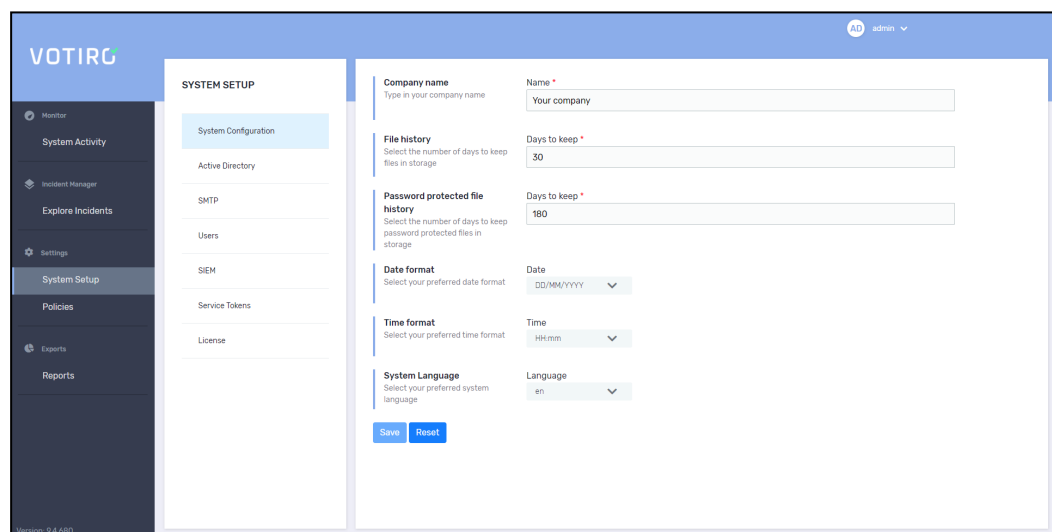 AD admin
VOTIRO
Monitor
System Activity
Incident Manager
Explore Incidents
Settings
System Setup
Policies
Exports
Reports
Version: 9.4.680
SYSTEM SETUP
System Configuration
Active Directory
SMTP
Users
SIEM
Service Tokens
License
Company name
Type in your company name
Name *
Your company
File history
Select the number of days to keep
files in storage
Days to keep *
30
Password protected file
history
Select the number of days to keep
password protected files in
storage
Days to keep *
180
Date format
Select your preferred date format
Date
DD/MM/YYYY
Time format
Select your preferred time format
Time
HH:mm
System Language
Select your preferred system
language
Language
en
Save Reset